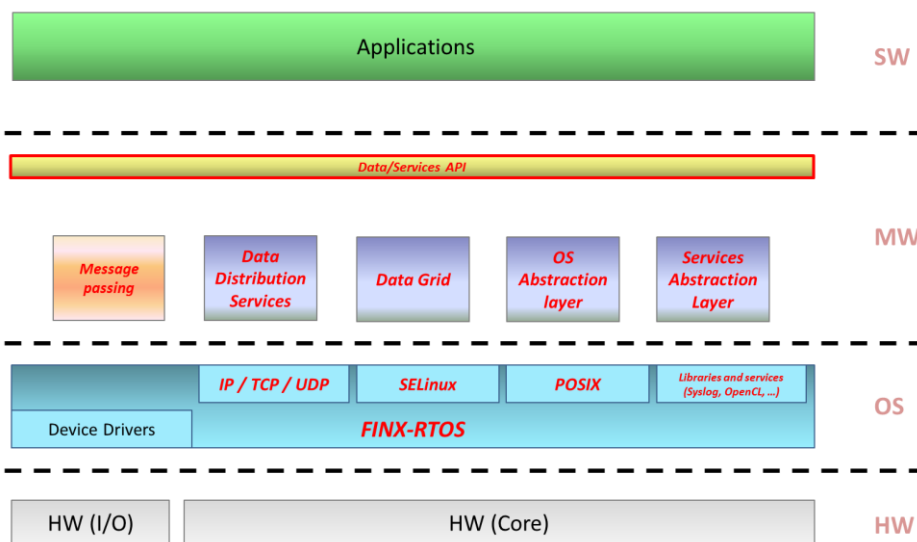 Applications
SW
Data/Services API
Message
passing
Data
Distribution
Services
Data Grid
OS
Abstraction
layer
Services
Abstraction
Layer
MW
IP / TCP / UDP
SELinux
POSIX
Libraries and services
(Syslog, OpenCL, ...)
Device Drivers
FINX-RTOS
OS
HW (I/O)
HW (Core)
HW